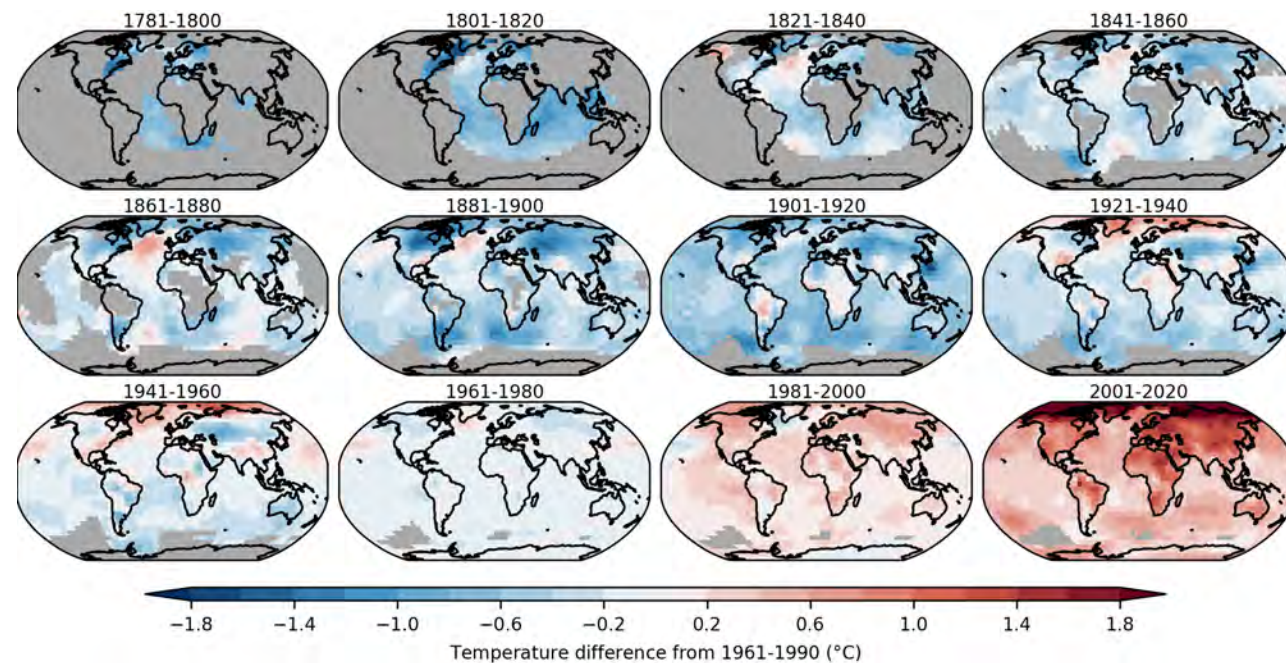 1781-1800 1801-1820 1821-1840 1841-1860
1861-1880 1881-1900 1901-1920 1921-1940
1941-1960 1961-1980 1981-2000 2001-2020
−1.8 −1.4 −1.0 −0.6 −0.2 0.2 0.6 1.0 1.4 1.8
Temperature difference from 1961-1990 (°C)